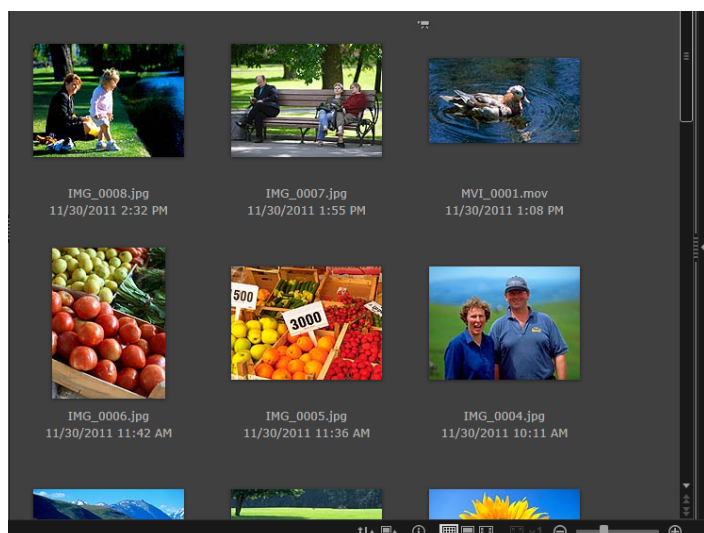 IMG_0008.jpg
11/30/2011 2:32 PM
IMG_0007.jpg
11/30/2011 1:55 PM
MVI_0001.mov
11/30/2011 1:08 PM
500
3000
IMG_0006.jpg
11/30/2011 11:42 AM
IMG_0005.jpg
11/30/2011 11:36 AM
IMG_0004.jpg
11/30/2011 10:11 AM
×1